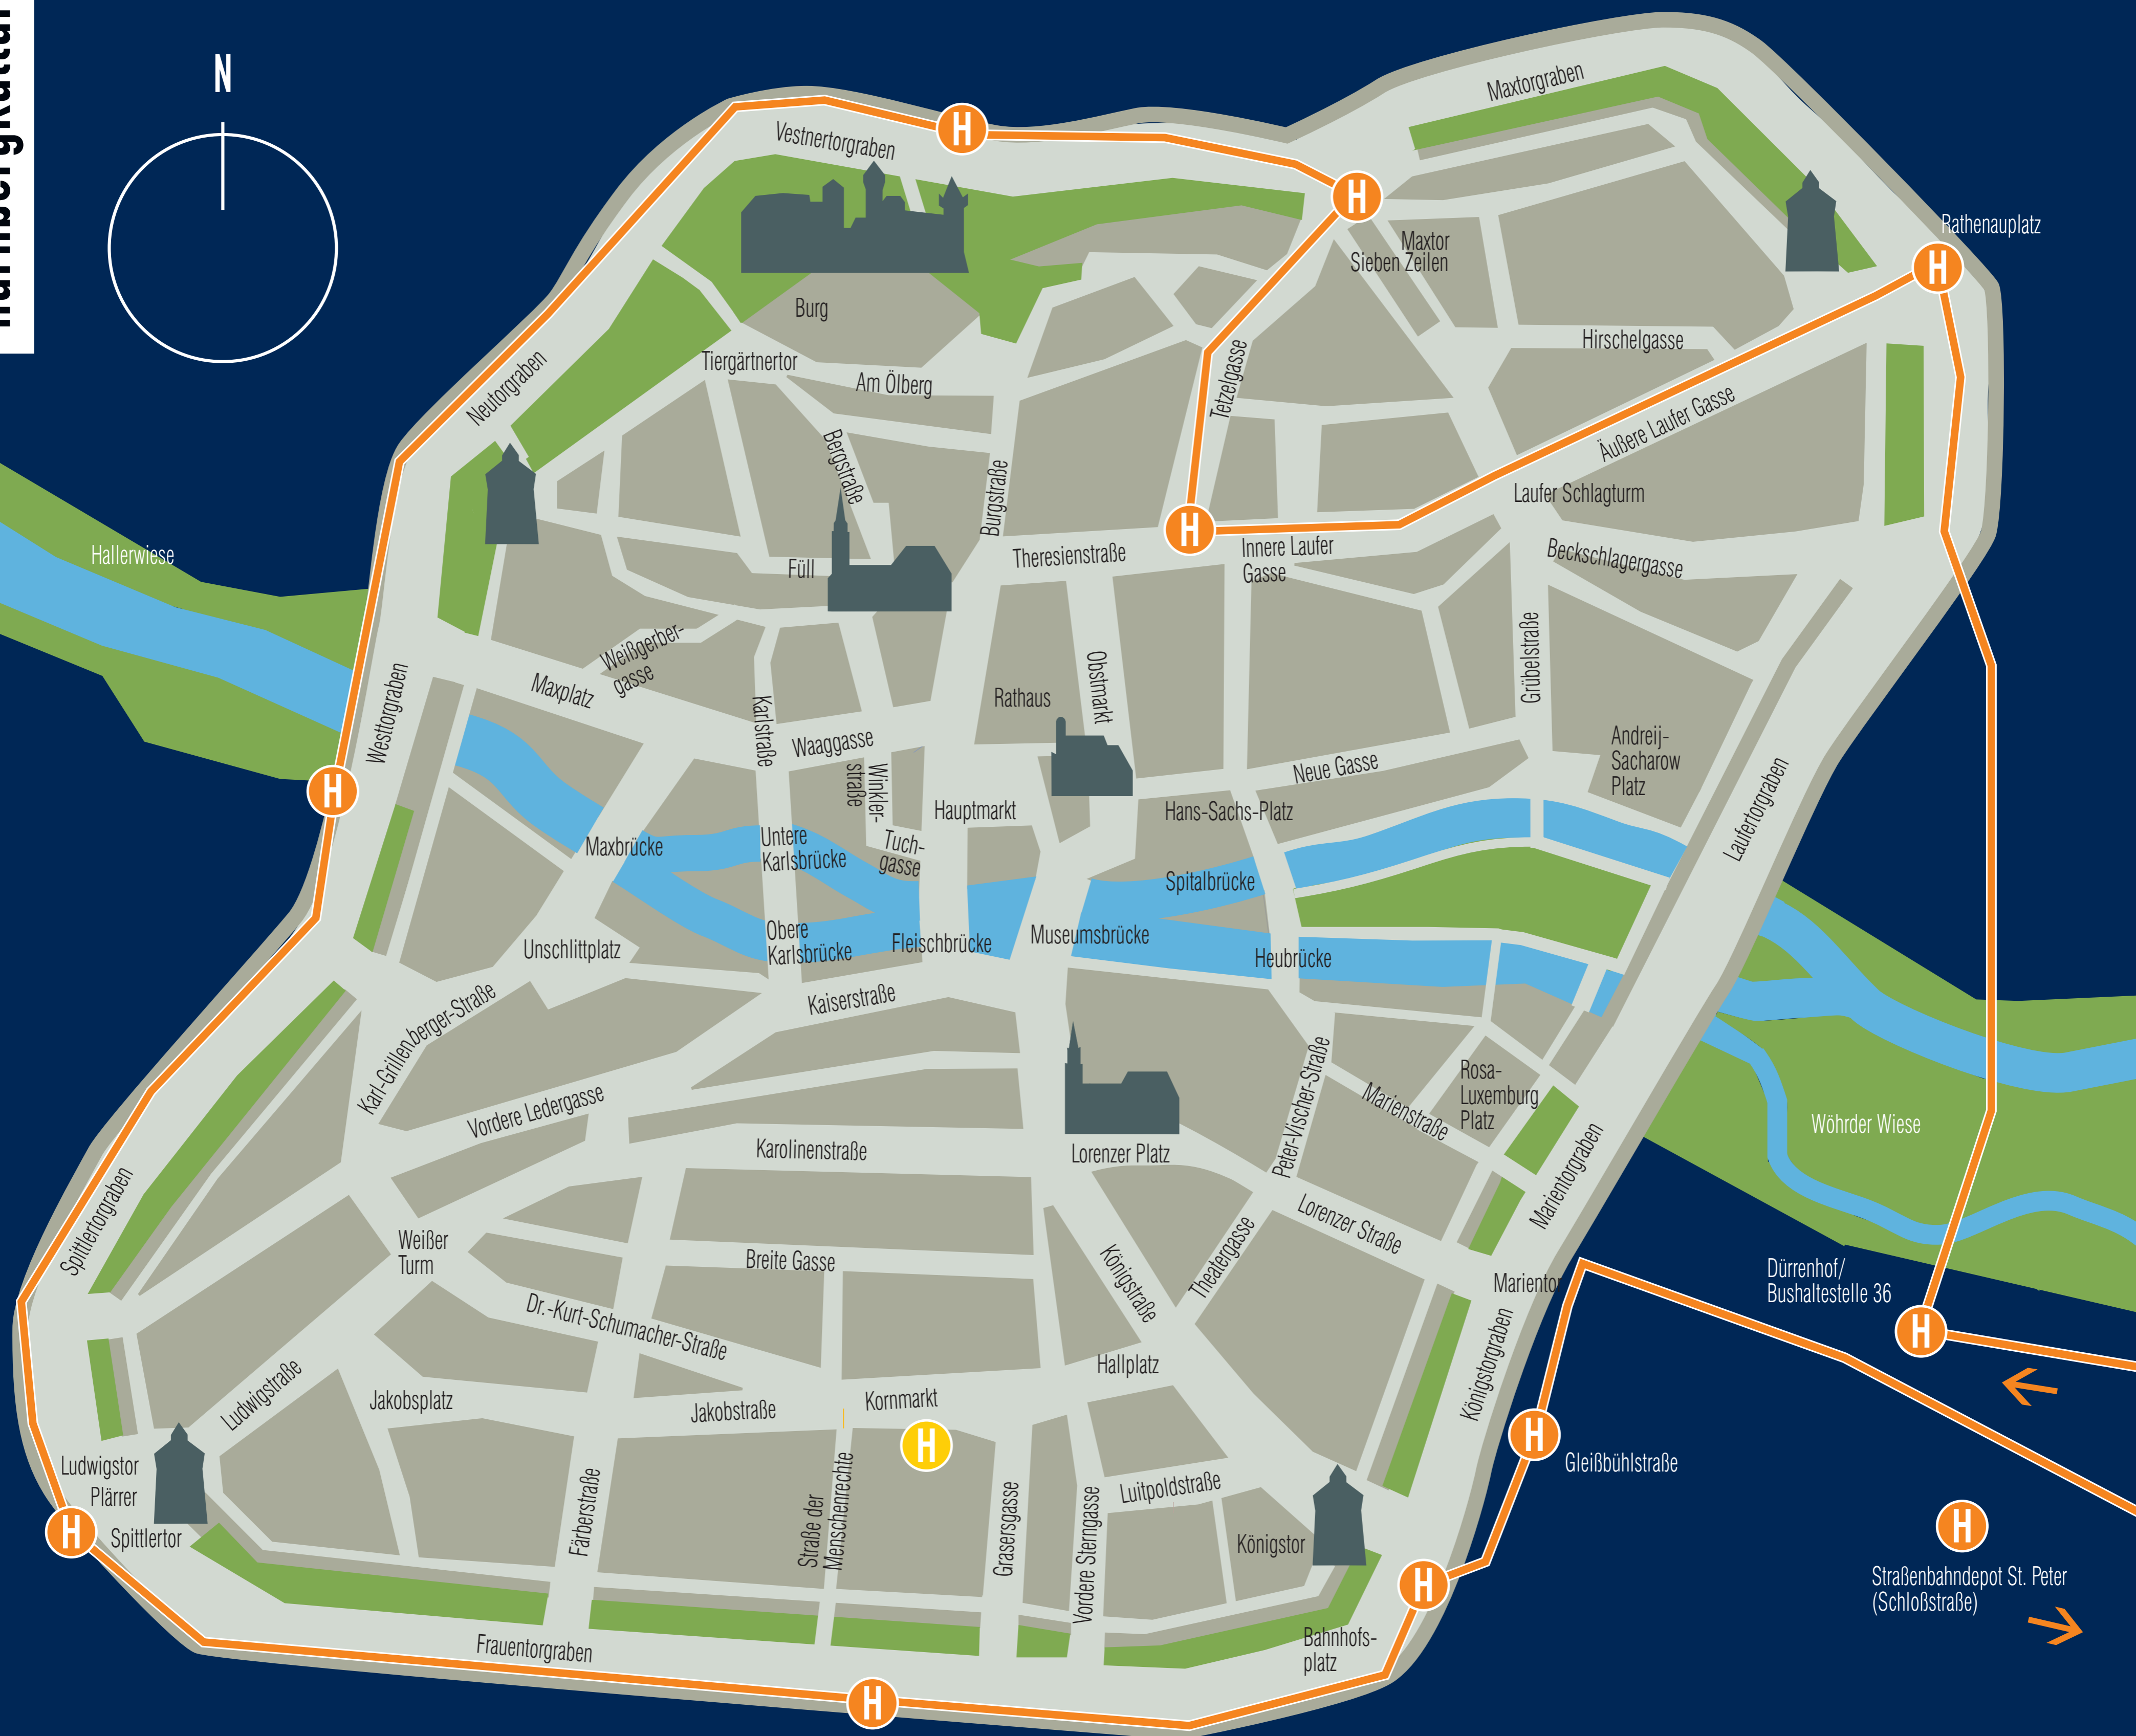 N
Maxtorgraben
Vestnertorgraben
H
H
Rathenauplatz
Maxtor
Sieben Zeilen
H
Burg
Hirschelgasse
Tiergärtnertor
Am Ölberg
Neutorgraben
Tetzelgasse
Äußere Laufer Gasse
Bergstraße
Burgstraße
Laufer Schlagturm
H
Hallerwiese
Theresienstraße
Innere Laufer
Gasse
Beckschlagergasse
Füll
Weißgerber-
gasse
Maxplatz
Westtorgraben
Karlstraße
Rathaus
Obstmarkt
Grübelstraße
Waaggasse
Winkler-
straße
Andreij-
Sacharow
Platz
Neue Gasse
H
Hauptmarkt
Hans-Sachs-Platz
Laufertorgraben
Maxbrücke
Untere
Karlsbrücke
Tuch-
gasse
Spitalbrücke
Unschlittplatz
Obere
Karlsbrücke
Fleischbrücke
Museumsbrücke
Heubrücke
Kaiserstraße
Karl-Grillenberger-Straße
Peter-Vischer-Straße
Rosa-
Luxemburg
Platz
Marienstraße
Vordere Ledergasse
Wöhrder Wiese
Karolinenstraße
Lorenzer Platz
Marientorgraben
Spittlertorgraben
Lorenzer Straße
Weißer
Turm
Breite Gasse
Königstraße
Theatergasse
Marientor
Dürrenhof/
Bushaltestelle 36
H
Dr.-Kurt-Schumacher-Straße
Hallplatz
Königstorgraben
Ludwigstraße
Jakobsplatz
Jakobstraße
Kornmarkt
H
H
Gleißbühlstraße
Ludwigstor
Plärrer
H
Spittlertor
Färberstraße
Straße der
Menschenrechte
Grasersgasse
Vordere Sterngasse
Luitpoldstraße
Königstor
H
H
Straßenbahndepot St. Peter
(Schloßstraße)
Frauentorgraben
Bahnhofs-
platz
H